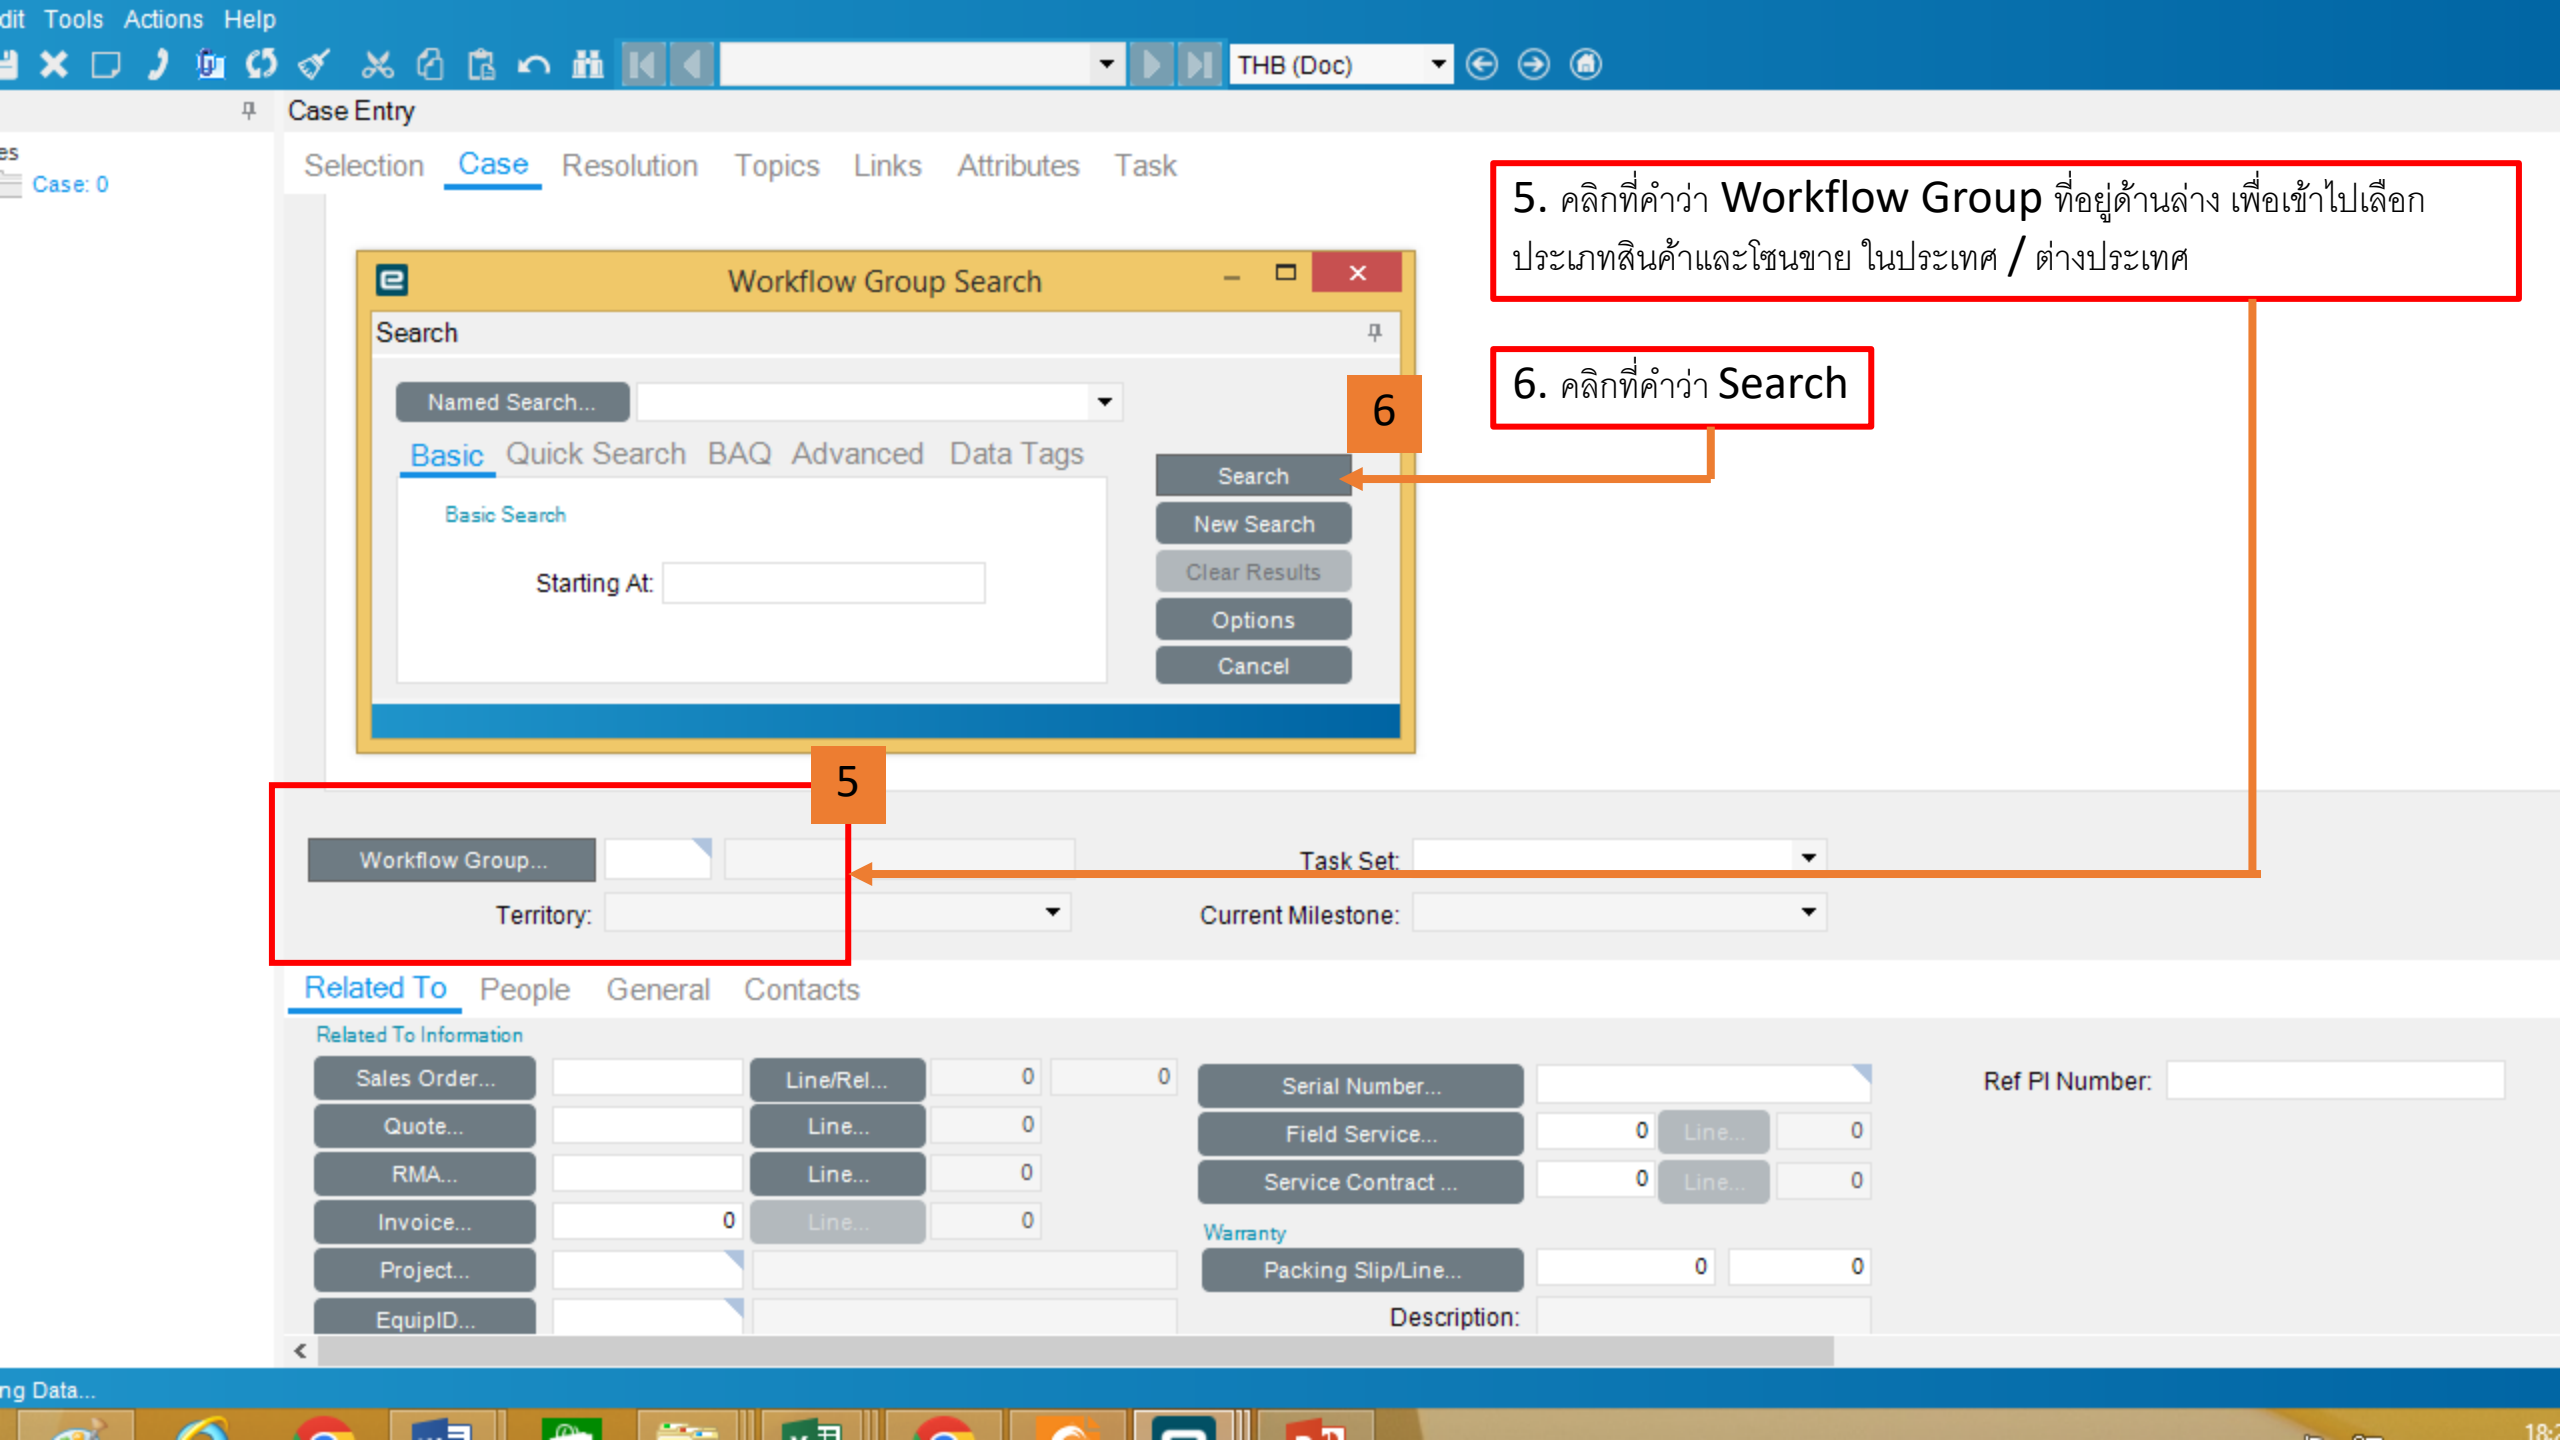 dit Tools Actions Help
THB (Doc)
Case Entry
es
Case: 0
Selection Case Resolution Topics Links Attributes Task
5. คลิกที่คำว่า Workflow Group ที่อยู่ด้านล่าง เพื่อเข้าไปเลือก
ประเภทสินค้าและโซนขาย ในประเทศ / ต่างประเทศ
6. คลิกที่คำว่า Search
Workflow Group Search
Search
Named Search...
6
Basic Quick Search BAQ Advanced Data Tags
Search
Basic Search
New Search
Starting At:
Clear Results
Options
Cancel
5
Workflow Group...
Task Set:
Territory:
Current Milestone:
Related To People General Contacts
Related To Information
Sales Order... Line/Rel... 0 0 Serial Number... Ref PI Number:
Quote... Line... 0 Field Service... 0 Line... 0
RMA... Line... 0 Service Contract ... 0 Line... 0
Invoice... 0 Line... 0
Warranty
Project... Packing Slip/Line... 0 0
EquipID... Description:
ng Data...